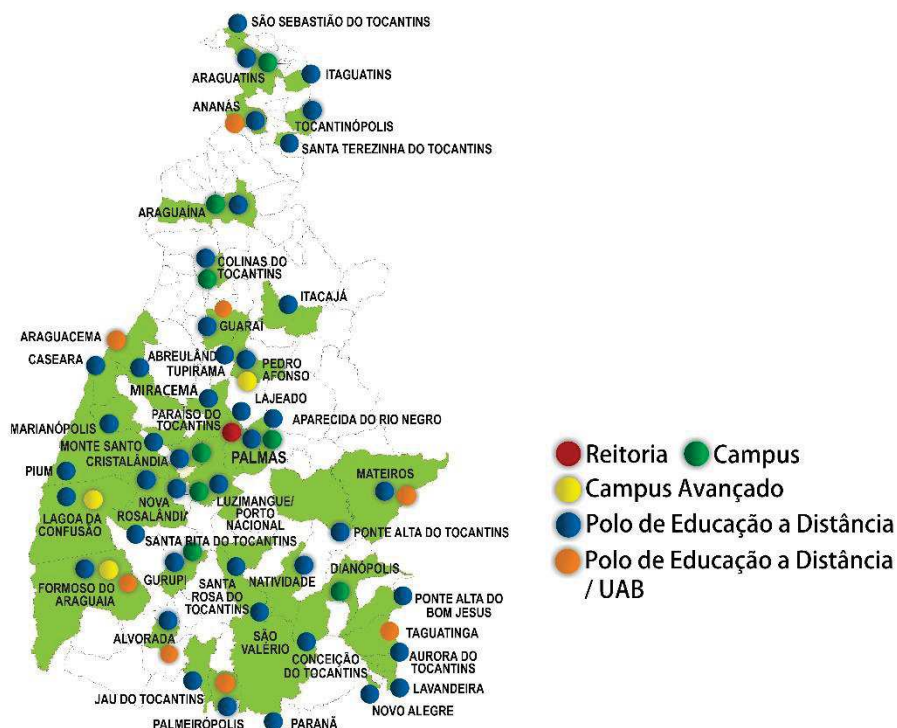 SÃO SEBASTIÃO DO TOCANTINS
ARAGUATINS
ITAGUATINS
ANANÁS
TOCANTINÓPOLIS
SANTA TEREZINHA DO TOCANTINS
ARAGUAÍNA
COLINAS DO
TOCANTINS
ITACAJÁ
GUARAÍ
ARAGUACEMA
CASEARA
ABREULÂND
TUPIRAMA
PEDRO
AFONSO
MIRACEMA
LAJEADO
PARAÍSO DO
TOCANTINS
APARECIDA DO RIO NEGRO
MARIANÓPOLIS
MONTE SANTO
CRISTALÂNDIA
PALMAS
PIUM
MATEIROS
LAGOA DA
CONFUSÃO
NOVA
ROSALÂNDIA
LUZIMANGUE/
PORTO
NACIONAL
SANTA RITA DO TOCANTINS
PONTE ALTA DO TOCANTINS
GURUPI
SANTA
ROSA DO
TOCANTINS
NATIVIDADE
DIANÓPOLIS
FORMOSO DO
ARAGUAIA
PONTE ALTA DO
BOM JESUS
ALVORADA
SÃO
VALÉRIO
CONCEIÇÃO
DO TOCANTINS
TAGUATINGA
AURORA DO
TOCANTINS
JAU DO TOCANTINS
LAVANDEIRA
NOVO ALEGRE
PALMEIRÓPOLIS
PARANÃ
Reitoria
Campus
Campus Avançado
Polo de Educação a Distância
Polo de Educação a Distância
/ UAB